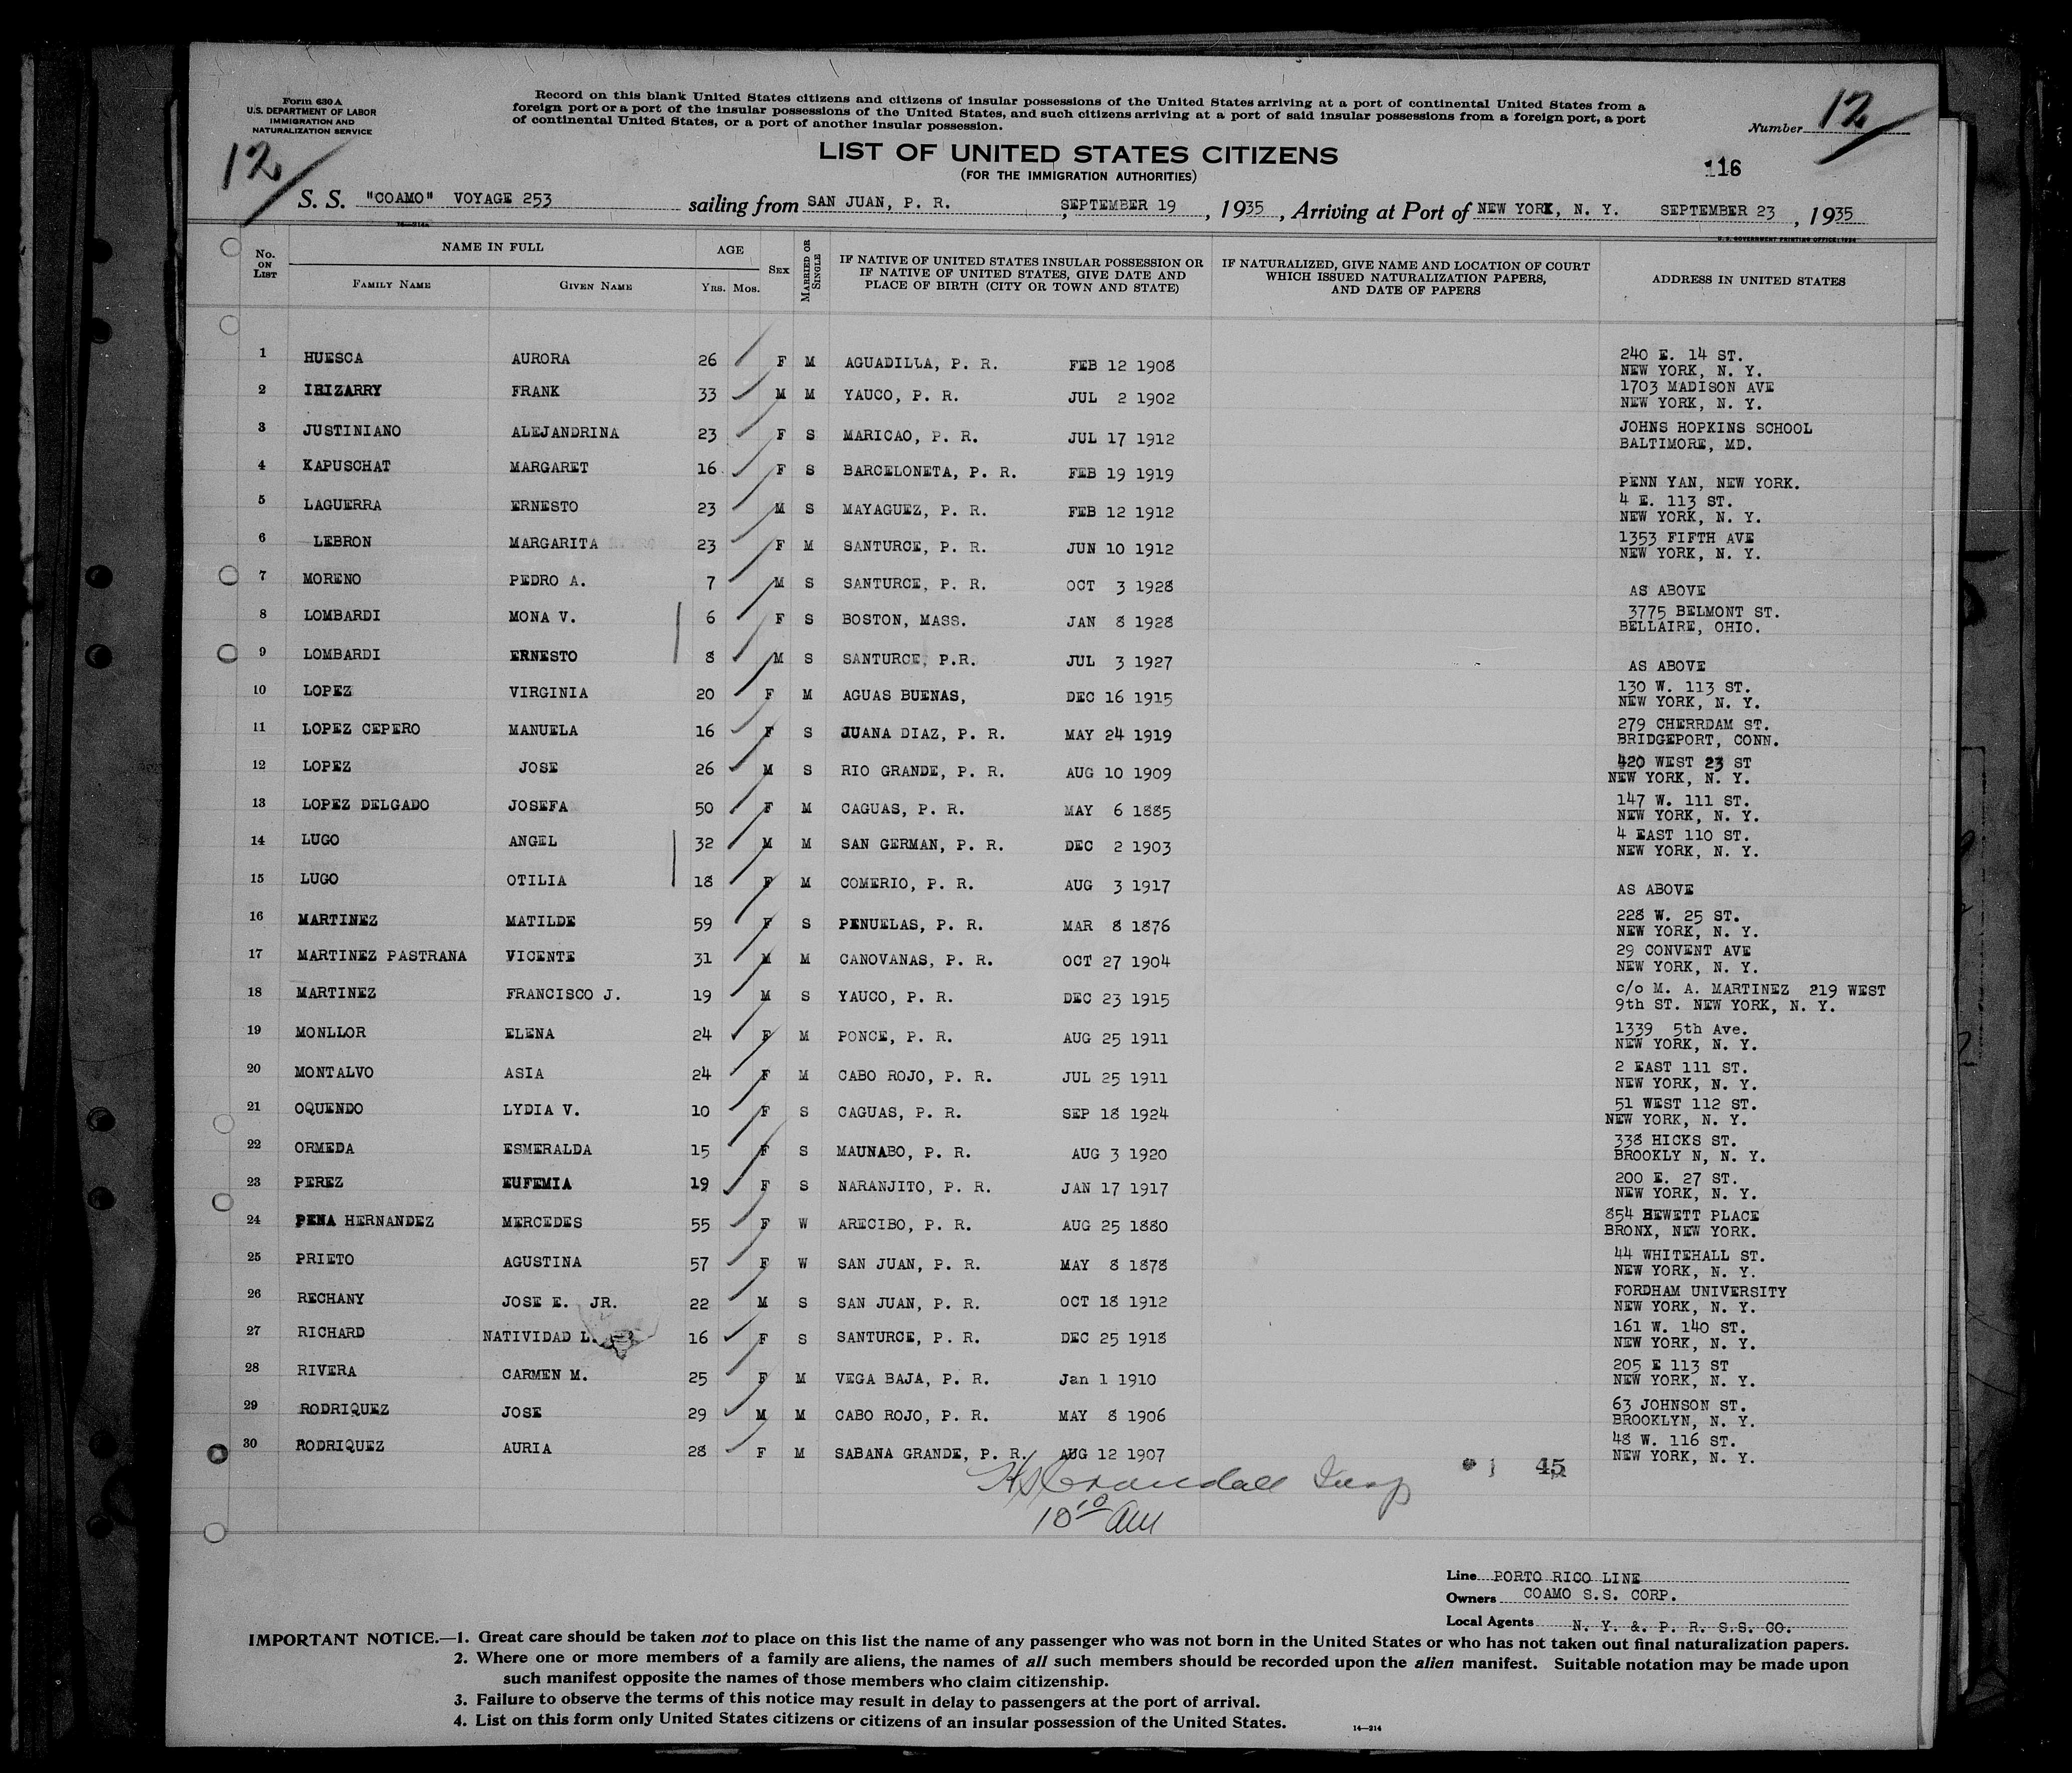 Form 630 A
U.S. DEPARTMENT OF LABOR
IMMIGRATION AND
NATURALIZATION SERVICE
Record on this blank United States citizens and citizens of insular possessions of the United States arriving at a port of continental United States from a
foreign port or a port of the insular possessions of the United States, and such citizens arriving at a port of said insular possessions from a foreign port, a port
of continental United States, or a port of another insular possession.
Number 12
12
LIST OF UNITED STATES CITIZENS
(FOR THE IMMIGRATION AUTHORITIES)
116
S. S. "COAMO" VOYAGE 253 sailing from SAN JUAN, P. R. SEPTEMBER 19, 1935, Arriving at Port of NEW YORK, N. Y. SEPTEMBER 23, 1935
U. S. GOVERNMENT PRINTING OFFICE: 1934
No. ON LIST
NAME IN FULL
FAMILY NAME GIVEN NAME
AGE
YRS. MOS.
SEX
MARRIED OR SINGLE
IF NATIVE OF UNITED STATES INSULAR POSSESSION OR
IF NATIVE OF UNITED STATES, GIVE DATE AND
PLACE OF BIRTH (CITY OR TOWN AND STATE)
IF NATURALIZED, GIVE NAME AND LOCATION OF COURT
WHICH ISSUED NATURALIZATION PAPERS,
AND DATE OF PAPERS
ADDRESS IN UNITED STATES
1 HUESCA AURORA 26 F M AGUADILLA, P. R. FEB 12 1908 240 E. 14 ST.
NEW YORK, N. Y.
2 IRIZARRY FRANK 33 M M YAUCO, P. R. JUL 2 1902 1703 MADISON AVE
NEW YORK, N. Y.
3 JUSTINIANO ALEJANDRINA 23 F S MARICAO, P. R. JUL 17 1912 JOHNS HOPKINS SCHOOL
BALTIMORE, MD.
4 KAPUSCHAT MARGARET 16 F S BARCELONETA, P. R. FEB 19 1919
PENN YAN, NEW YORK.
5 LAGUERRA ERNESTO 23 M S MAYAGUEZ, P. R. FEB 12 1912 4 E. 113 ST.
NEW YORK, N. Y.
6 LEBRON MARGARITA 23 F M SANTURCE, P. R. JUN 10 1912 1353 FIFTH AVE
NEW YORK, N. Y.
7 MORENO PEDRO A. 7 M S SANTURCE, P. R. OCT 3 1928 AS ABOVE
8 LOMBARDI MONA V. 6 F S BOSTON, MASS. JAN 8 1928 3775 BELMONT ST.
BELLAIRE, OHIO.
9 LOMBARDI ERNESTO 8 M S SANTURCE, P.R. JUL 3 1927 AS ABOVE
10 LOPEZ VIRGINIA 20 F M AGUAS BUENAS, DEC 16 1915 130 W. 113 ST.
NEW YORK, N. Y.
11 LOPEZ CEPERO MANUELA 16 F S JUANA DIAZ, P. R. MAY 24 1919 279 CHERRDAM ST.
BRIDGEPORT, CONN.
12 LOPEZ JOSE 26 M S RIO GRANDE, P. R. AUG 10 1909 420 WEST 23 ST
NEW YORK, N. Y.
13 LOPEZ DELGADO JOSEFA 50 F M CAGUAS, P. R. MAY 6 1885 147 W. 111 ST.
NEW YORK, N. Y.
14 LUGO ANGEL 32 M M SAN GERMAN, P. R. DEC 2 1903 4 EAST 110 ST.
NEW YORK, N. Y.
15 LUGO OTILIA 18 F M COMERIO, P. R. AUG 3 1917 AS ABOVE
16 MARTINEZ MATILDE 59 F S PENUELAS, P. R. MAR 8 1876 228 W. 25 ST.
NEW YORK, N. Y.
17 MARTINEZ PASTRANA VICENTE 31 M M CANOVANAS, P. R. OCT 27 1904 29 CONVENT AVE
NEW YORK, N. Y.
18 MARTINEZ FRANCISCO J. 19 M S YAUCO, P. R. DEC 23 1915 c/o M. A. MARTINEZ 219 WEST
9th ST. NEW YORK, N. Y.
19 MONLLOR ELENA 24 F M PONCE, P. R. AUG 25 1911 1339 5th Ave.
NEW YORK, N. Y.
20 MONTALVO ASIA 24 F M CABO ROJO, P. R. JUL 25 1911 2 EAST 111 ST.
NEW YORK, N. Y.
21 OQUENDO LYDIA V. 10 F S CAGUAS, P. R. SEP 18 1924 51 WEST 112 ST.
NEW YORK, N. Y.
22 ORMEDA ESMERALDA 15 F S MAUNABO, P. R. AUG 3 1920 338 HICKS ST.
BROOKLY N, N. Y.
23 PEREZ EUFEMIA 19 F S NARANJITO, P. R. JAN 17 1917 200 E. 27 ST.
NEW YORK, N. Y.
24 PENA HERNANDEZ MERCEDES 55 F W ARECIBO, P. R. AUG 25 1880 854 HEWETT PLACE
BRONX, NEW YORK.
25 PRIETO AGUSTINA 57 F W SAN JUAN, P. R. MAY 8 1878 44 WHITEHALL ST.
NEW YORK, N. Y.
26 RECHANY JOSE E. JR. 22 M S SAN JUAN, P. R. OCT 18 1912 FORDHAM UNIVERSITY
NEW YORK, N. Y.
27 RICHARD NATIVIDAD 16 F S SANTURCE, P. R. DEC 25 1918 161 W. 140 ST.
NEW YORK, N. Y.
28 RIVERA CARMEN M. 25 F M VEGA BAJA, P. R. Jan 1 1910 205 E 113 ST
NEW YORK, N. Y.
29 RODRIQUEZ JOSE 29 M M CABO ROJO, P. R. MAY 8 1906 63 JOHNSON ST.
BROOKLYN, N. Y.
30 RODRIQUEZ AURIA 28 F M SABANA GRANDE, P. R. AUG 12 1907 48 W. 116 ST.
NEW YORK, N. Y.
1 45
Crandall Insp
10 10 AM
Line PORTO RICO LINE
Owners COAMO S.S. CORP.
Local Agents N. Y. & P. R. S.S. CO.
IMPORTANT NOTICE.—1. Great care should be taken not to place on this list the name of any passenger who was not born in the United States or who has not taken out final naturalization papers.
2. Where one or more members of a family are aliens, the names of all such members should be recorded upon the alien manifest. Suitable notation may be made upon
such manifest opposite the names of those members who claim citizenship.
3. Failure to observe the terms of this notice may result in delay to passengers at the port of arrival.
4. List on this form only United States citizens or citizens of an insular possession of the United States.
14—214